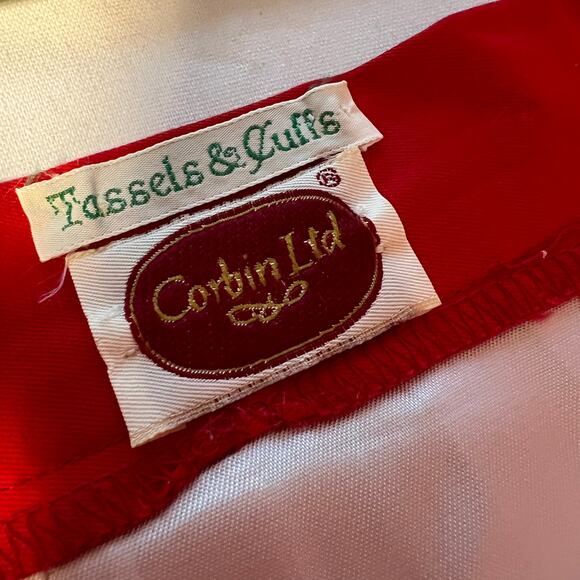 Tassels & Cuffs
®
Corbin Ltd